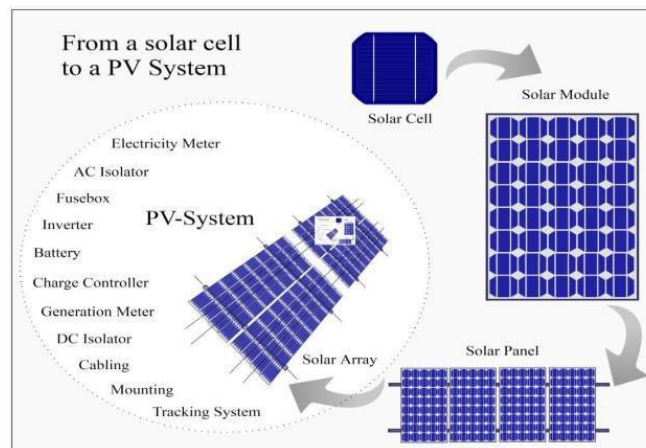 From a solar cell
to a PV System
Solar Cell
Solar Module
Solar Panel
Solar Array
PV-System
Electricity Meter
AC Isolator
Fusebox
Inverter
Battery
Charge Controller
Generation Meter
DC Isolator
Cabling
Mounting
Tracking System